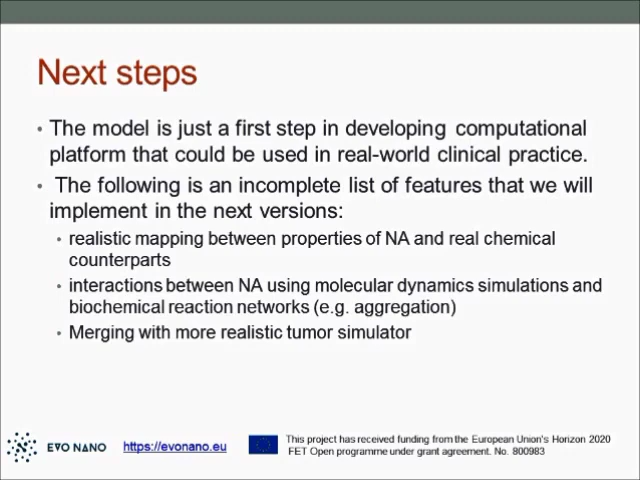 Next steps
• The model is just a first step in developing computational
platform that could be used in real-world clinical practice.
• The following is an incomplete list of features that we will
implement in the next versions:
• realistic mapping between properties of NA and real chemical
counterparts
• interactions between NA using molecular dynamics simulations and
biochemical reaction networks (e.g. aggregation)
• Merging with more realistic tumor simulator
EVO NANO
https://evonano.eu
This project has received funding from the European Union's Horizon 2020
FET Open programme under grant agreement. No. 800983